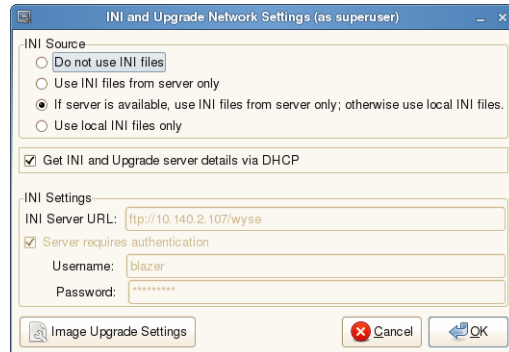 INI and Upgrade Network Settings (as superuser)
INI Source
Do not use INI files
Use INI files from server only
If server is available, use INI files from server only; otherwise use local INI files.
Use local INI files only
Get INI and Upgrade server details via DHCP
INI Settings
INI Server URL: ftp://10.140.2.107/wyse
Server requires authentication
Username: blazer
Password: *********
Image Upgrade Settings Cancel OK